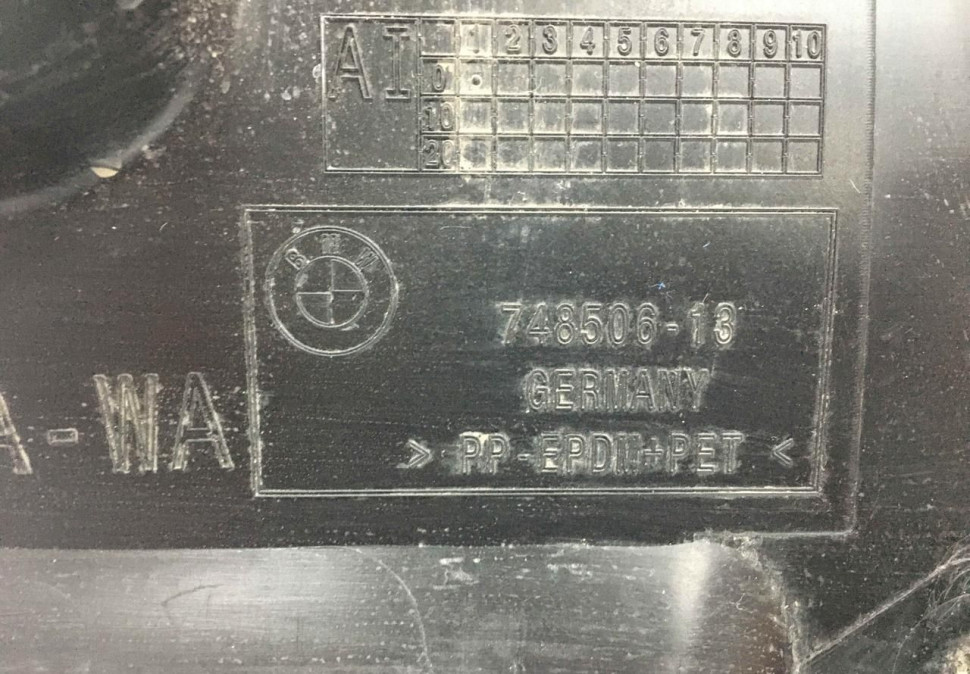 AI 1 2 3 4 5 6 7 8 9 10
0
10
20
BMW
748506-13
GERMANY
> PP-EPDM+PET <
A-WA